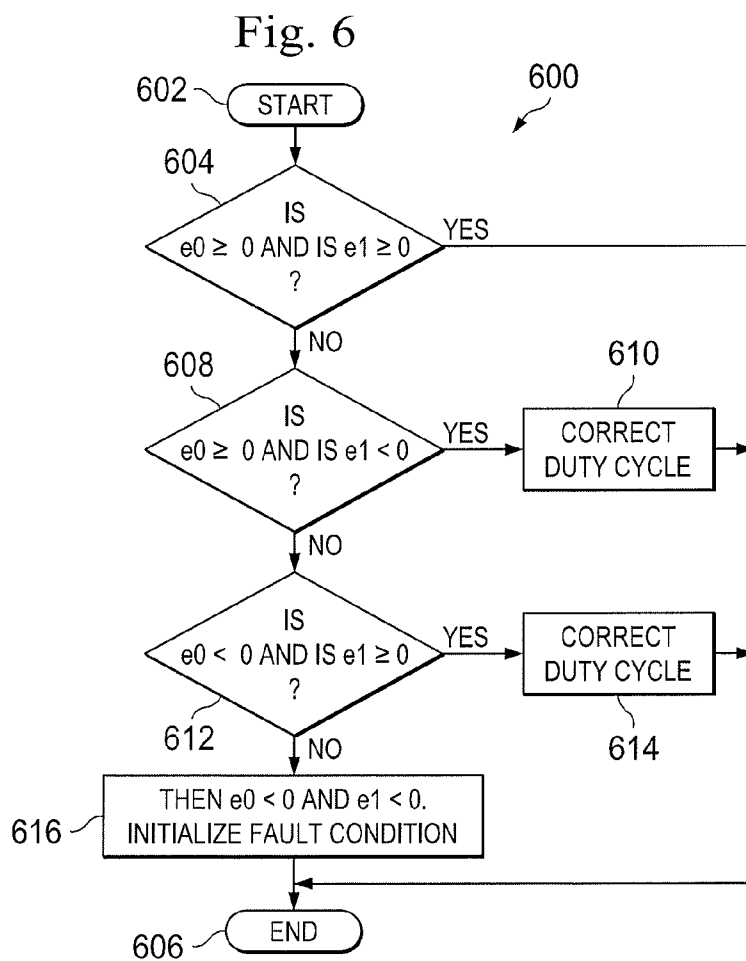 Fig. 6
602
START
600
604
IS
e0 ≥ 0 AND IS e1 ≥ 0
?
YES
NO
608
IS
e0 ≥ 0 AND IS e1 < 0
?
YES
610
CORRECT
DUTY CYCLE
NO
IS
e0 < 0 AND IS e1 ≥ 0
?
YES
CORRECT
DUTY CYCLE
612
614
NO
616
THEN e0 < 0 AND e1 < 0.
INITIALIZE FAULT CONDITION
606
END